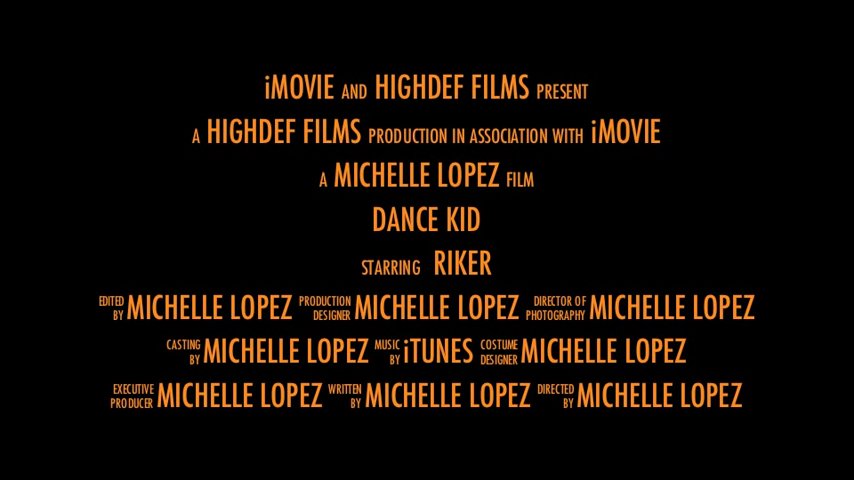 iMOVIE AND HIGHDEF FILMS PRESENT
A HIGHDEF FILMS PRODUCTION IN ASSOCIATION WITH iMOVIE
A MICHELLE LOPEZ FILM
DANCE KID
STARRING RIKER
EDITED BY MICHELLE LOPEZ PRODUCTION DESIGNER MICHELLE LOPEZ DIRECTOR OF PHOTOGRAPHY MICHELLE LOPEZ
CASTING BY MICHELLE LOPEZ MUSIC BY iTUNES COSTUME DESIGNER MICHELLE LOPEZ
EXECUTIVE PRODUCER MICHELLE LOPEZ WRITTEN BY MICHELLE LOPEZ DIRECTED BY MICHELLE LOPEZ